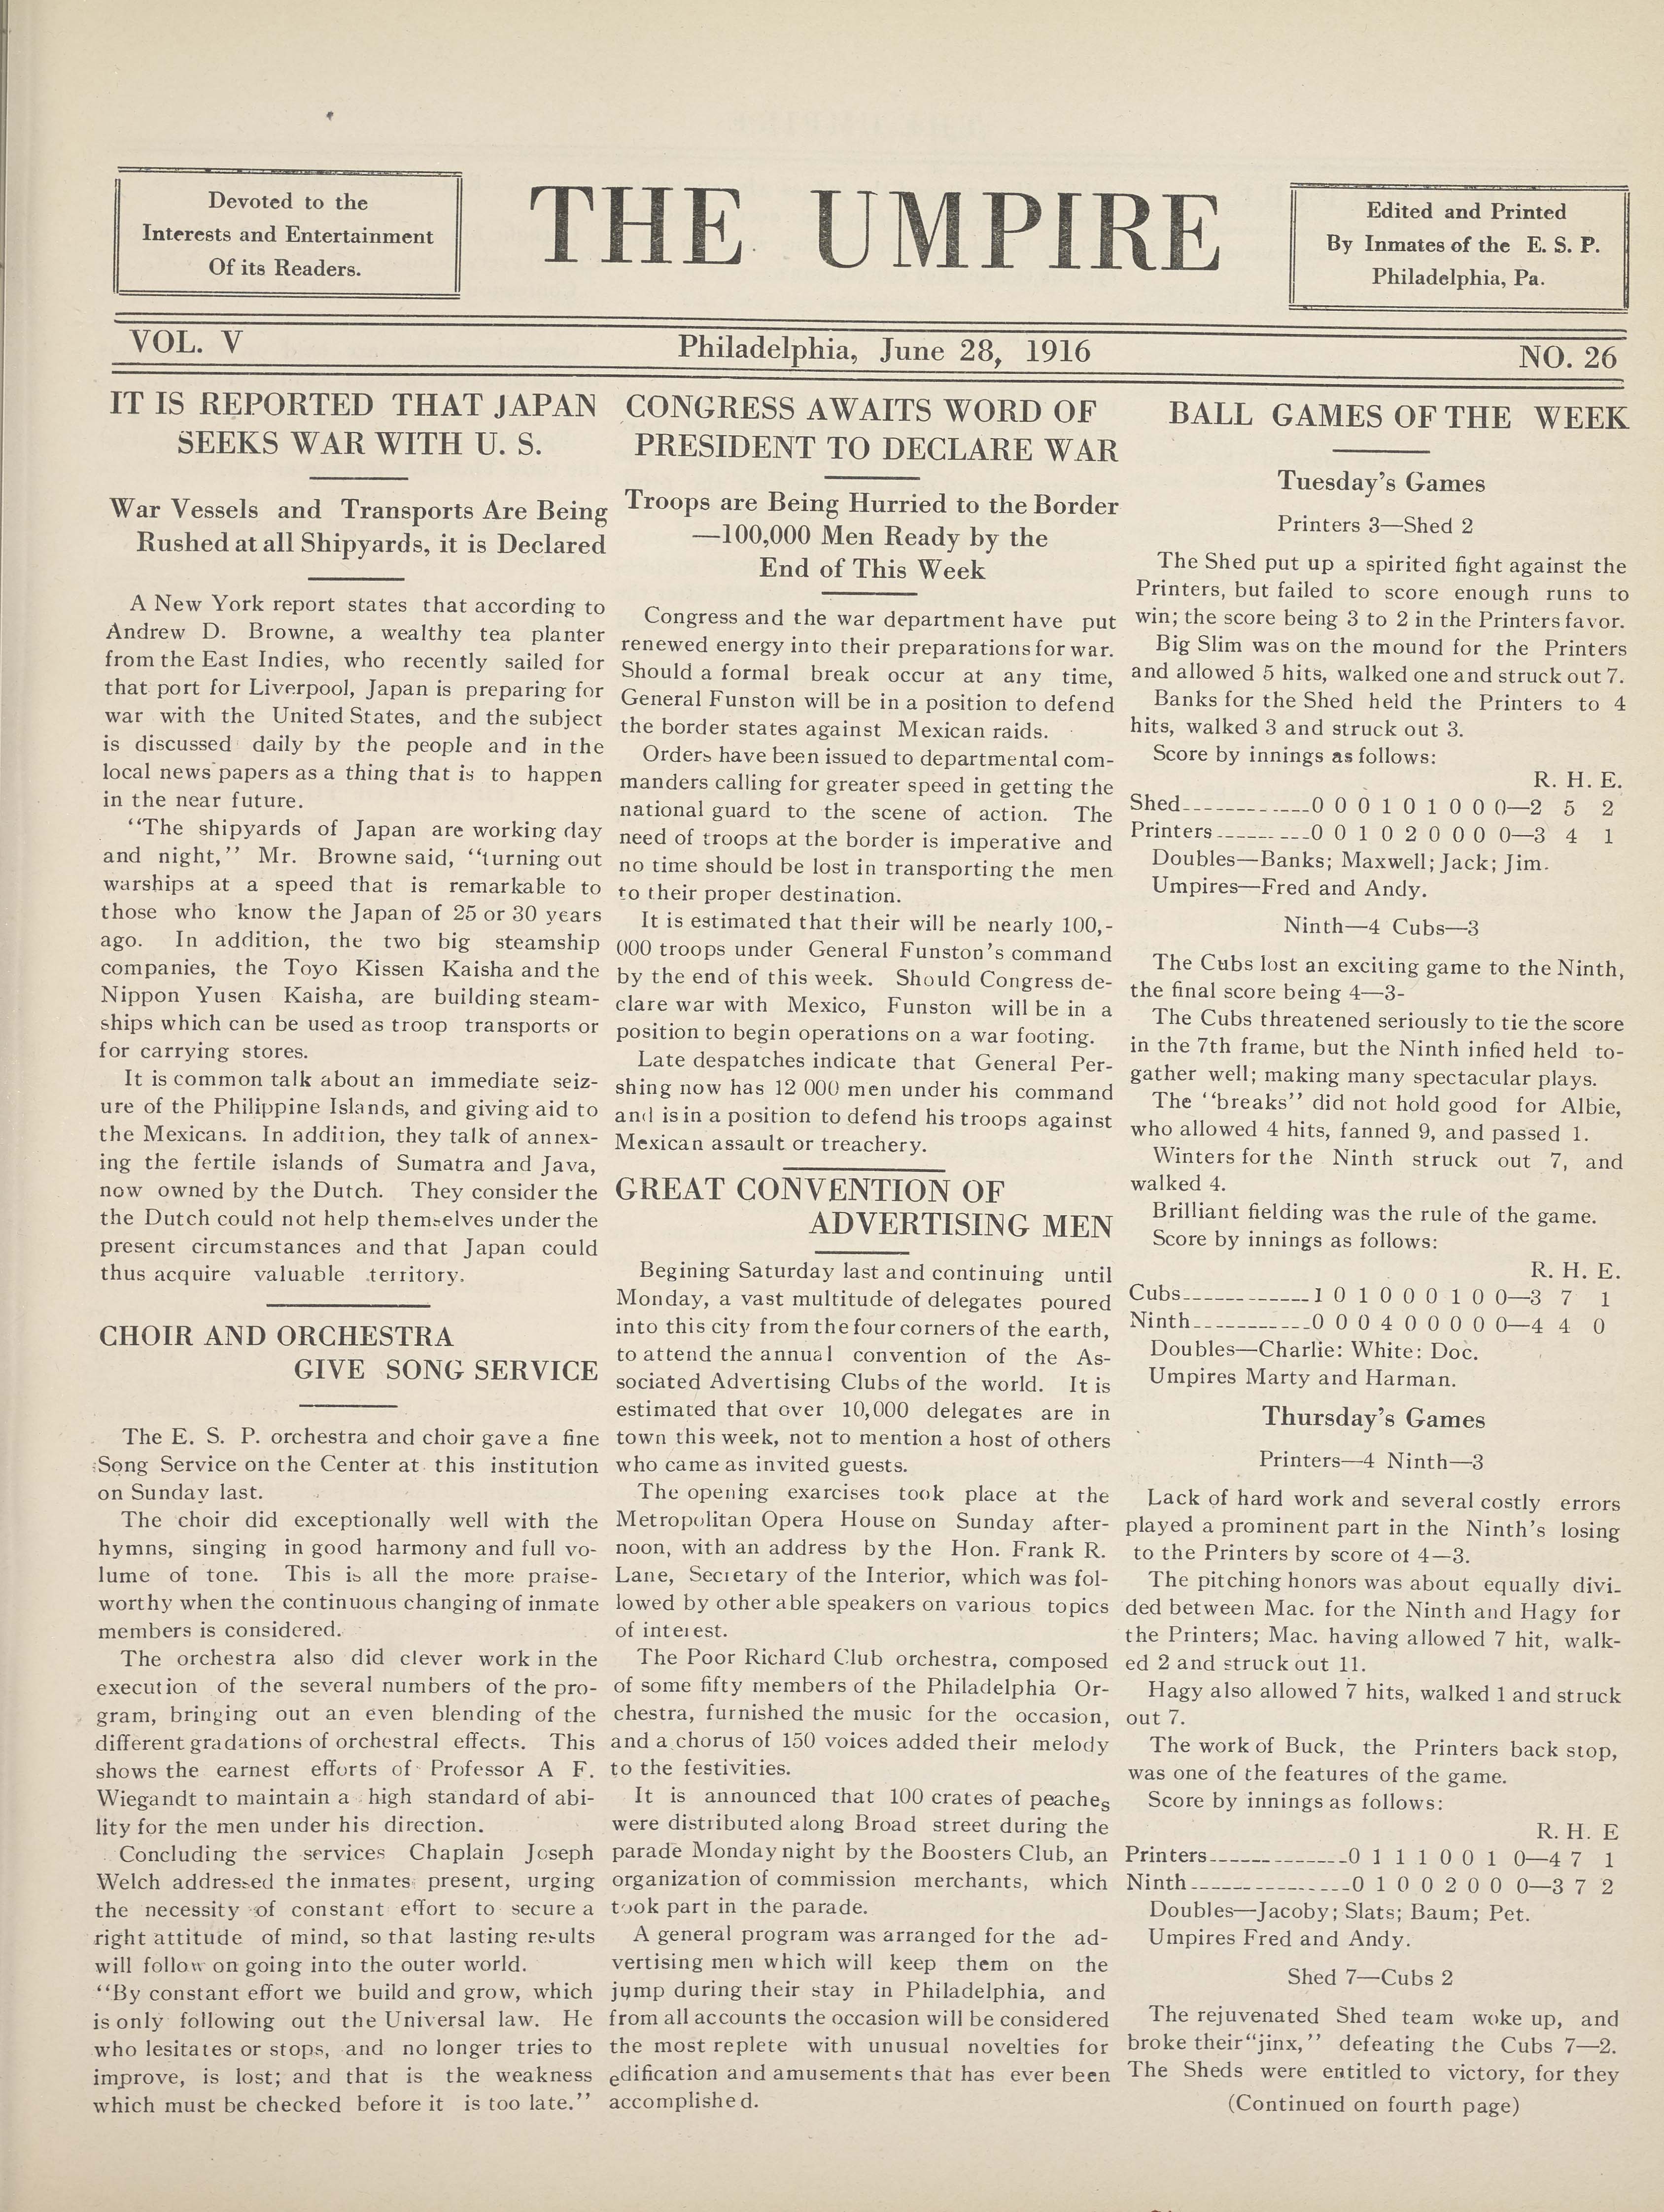 Devoted to the
Interests and Entertainment
Of its Readers.
THE UMPIRE
Edited and Printed
By Inmates of the E. S. P.
Philadelphia, Pa.
VOL. V
Philadelphia, June 28, 1916
NO. 26
IT IS REPORTED THAT JAPAN
SEEKS WAR WITH U. S.
War Vessels and Transports Are Being
Rushed at all Shipyards, it is Declared
A New York report states that according to
Andrew D. Browne, a wealthy tea planter
from the East Indies, who recently sailed for
that port for Liverpool, Japan is preparing for
war with the United States, and the subject
is discussed daily by the people and in the
local news papers as a thing that is to happen
in the near future.
"The shipyards of Japan are working day
and night," Mr. Browne said, "turning out
warships at a speed that is remarkable to
those who know the Japan of 25 or 30 years
ago. In addition, the two big steamship
companies, the Toyo Kissen Kaisha and the
Nippon Yusen Kaisha, are building steam-
ships which can be used as troop transports or
for carrying stores.
It is common talk about an immediate seiz-
ure of the Philippine Islands, and giving aid to
the Mexicans. In addition, they talk of annex-
ing the fertile islands of Sumatra and Java,
now owned by the Dutch. They consider the
the Dutch could not help themselves under the
present circumstances and that Japan could
thus acquire valuable territory.
CHOIR AND ORCHESTRA
GIVE SONG SERVICE
The E. S. P. orchestra and choir gave a fine
Song Service on the Center at this institution
on Sunday last.
The choir did exceptionally well with the
hymns, singing in good harmony and full vo-
lume of tone. This is all the more praise-
worthy when the continuous changing of inmate
members is considered.
The orchestra also did clever work in the
execution of the several numbers of the pro-
gram, bringing out an even blending of the
different gradations of orchestral effects. This
shows the earnest efforts of Professor A F.
Wiegandt to maintain a high standard of abi-
lity for the men under his direction.
Concluding the services Chaplain Joseph
Welch addressed the inmates present, urging
the necessity of constant effort to secure a
right attitude of mind, so that lasting results
will follow on going into the outer world.
"By constant effort we build and grow, which
is only following out the Universal law. He
who lesitates or stops, and no longer tries to
improve, is lost; and that is the weakness
which must be checked before it is too late."
CONGRESS AWAITS WORD OF
PRESIDENT TO DECLARE WAR
Troops are Being Hurried to the Border
—100,000 Men Ready by the
End of This Week
Congress and the war department have put
renewed energy into their preparations for war.
Should a formal break occur at any time,
General Funston will be in a position to defend
the border states against Mexican raids.
Orders have been issued to departmental com-
manders calling for greater speed in getting the
national guard to the scene of action. The
need of troops at the border is imperative and
no time should be lost in transporting the men
to their proper destination.
It is estimated that their will be nearly 100,-
000 troops under General Funston's command
by the end of this week. Should Congress de-
clare war with Mexico, Funston will be in a
position to begin operations on a war footing.
Late despatches indicate that General Per-
shing now has 12 000 men under his command
and is in a position to defend his troops against
Mexican assault or treachery.
GREAT CONVENTION OF
ADVERTISING MEN
Begining Saturday last and continuing until
Monday, a vast multitude of delegates poured
into this city from the four corners of the earth,
to attend the annual convention of the As-
sociated Advertising Clubs of the world. It is
estimated that over 10,000 delegates are in
town this week, not to mention a host of others
who came as invited guests.
The opening exarcises took place at the
Metropolitan Opera House on Sunday after-
noon, with an address by the Hon. Frank R.
Lane, Secretary of the Interior, which was fol-
lowed by other able speakers on various topics
of interest.
The Poor Richard Club orchestra, composed
of some fifty members of the Philadelphia Or-
chestra, furnished the music for the occasion,
and a chorus of 150 voices added their melody
to the festivities.
It is announced that 100 crates of peaches
were distributed along Broad street during the
parade Monday night by the Boosters Club, an
organization of commission merchants, which
took part in the parade.
A general program was arranged for the ad-
vertising men which will keep them on the
jump during their stay in Philadelphia, and
from all accounts the occasion will be considered
the most replete with unusual novelties for
edification and amusements that has ever been
accomplished.
BALL GAMES OF THE WEEK
Tuesday's Games
Printers 3—Shed 2
The Shed put up a spirited fight against the
Printers, but failed to score enough runs to
win; the score being 3 to 2 in the Printers favor.
Big Slim was on the mound for the Printers
and allowed 5 hits, walked one and struck out 7.
Banks for the Shed held the Printers to 4
hits, walked 3 and struck out 3.
Score by innings as follows:
R. H. E.
Shed------------0 0 0 1 0 1 0 0 0—2 5 2
Printers---------0 0 1 0 2 0 0 0 0—3 4 1
Doubles—Banks; Maxwell; Jack; Jim.
Umpires—Fred and Andy.
Ninth—4 Cubs—3
The Cubs lost an exciting game to the Ninth,
the final score being 4—3-
The Cubs threatened seriously to tie the score
in the 7th frame, but the Ninth infied held to-
gather well; making many spectacular plays.
The "breaks" did not hold good for Albie,
who allowed 4 hits, fanned 9, and passed 1.
Winters for the Ninth struck out 7, and
walked 4.
Brilliant fielding was the rule of the game.
Score by innings as follows:
R. H. E.
Cubs------------1 0 1 0 0 0 1 0 0—3 7 1
Ninth-----------0 0 0 4 0 0 0 0 0—4 4 0
Doubles—Charlie: White: Doc.
Umpires Marty and Harman.
Thursday's Games
Printers—4 Ninth—3
Lack of hard work and several costly errors
played a prominent part in the Ninth's losing
to the Printers by score of 4—3.
The pitching honors was about equally divi-
ded between Mac. for the Ninth and Hagy for
the Printers; Mac. having allowed 7 hit, walk-
ed 2 and struck out 11.
Hagy also allowed 7 hits, walked 1 and struck
out 7.
The work of Buck, the Printers back stop,
was one of the features of the game.
Score by innings as follows:
R. H. E
Printers-------------0 1 1 1 0 0 1 0—4 7 1
Ninth---------------0 1 0 0 2 0 0 0—3 7 2
Doubles—Jacoby; Slats; Baum; Pet.
Umpires Fred and Andy.
Shed 7—Cubs 2
The rejuvenated Shed team woke up, and
broke their "jinx," defeating the Cubs 7—2.
The Sheds were entitled to victory, for they
(Continued on fourth page)